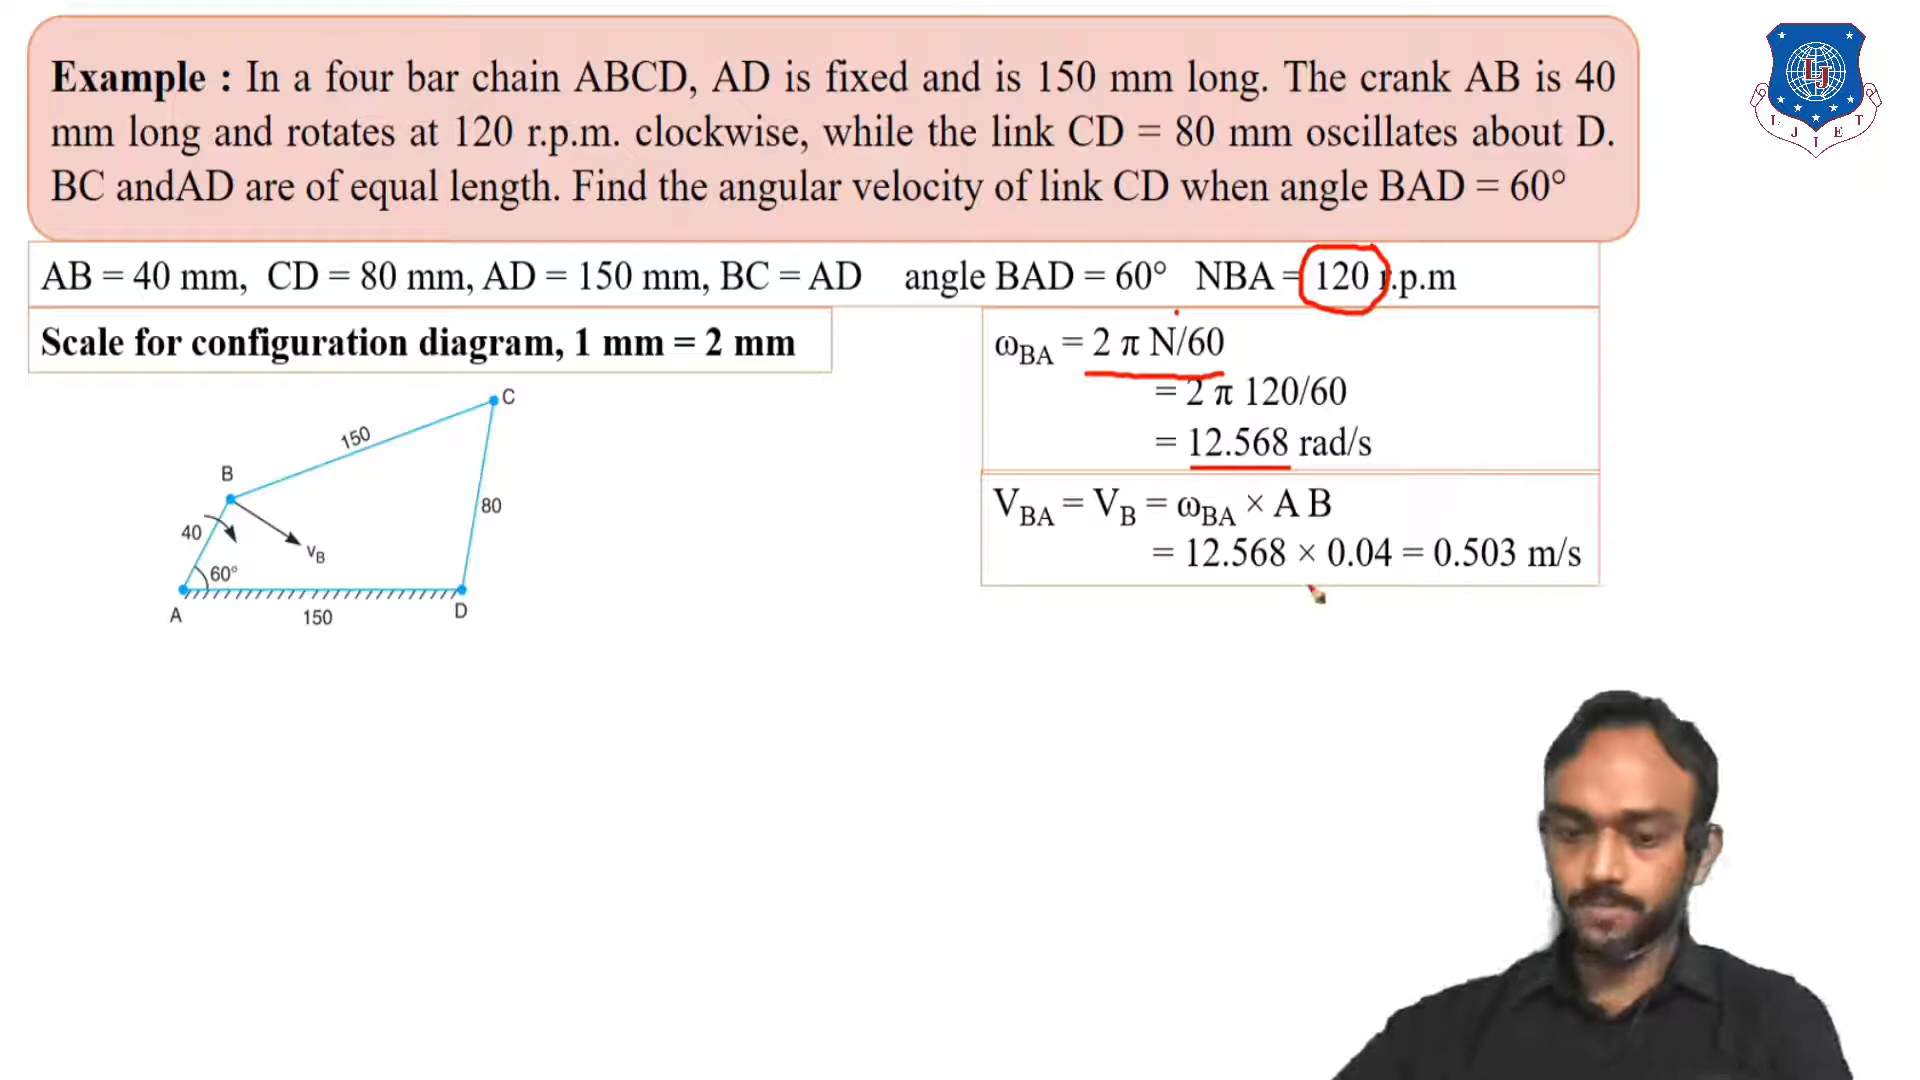 Example : In a four bar chain ABCD, AD is fixed and is 150 mm long. The crank AB is 40
mm long and rotates at 120 r.p.m. clockwise, while the link CD = 80 mm oscillates about D.
BC andAD are of equal length. Find the angular velocity of link CD when angle BAD = 60°
L J I E T
AB = 40 mm, CD = 80 mm, AD = 150 mm, BC = AD angle BAD = 60° NBA = 120 r.p.m
Scale for configuration diagram, 1 mm = 2 mm
ωBA = 2 π N/60
= 2 π 120/60
= 12.568 rad/s
VBA = VB = ωBA × A B
= 12.568 × 0.04 = 0.503 m/s
C
150
B
80
40
vB
60°
A
150
D